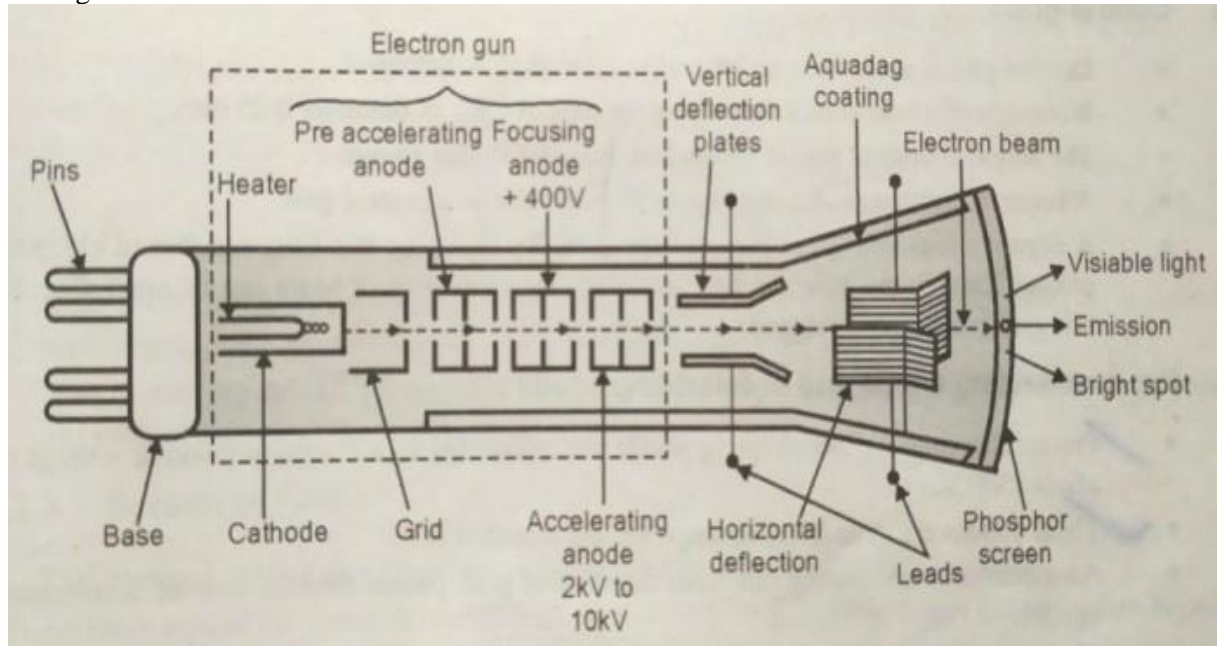 Electron gun
Pre accelerating
anode
Focusing
anode
+ 400V
Vertical
deflection
plates
Aquadag
coating
Electron beam
Pins
Heater
Visiable light
Emission
Bright spot
Base
Cathode
Grid
Accelerating
anode
2kV to
10kV
Horizontal
deflection
Leads
Phosphor
screen